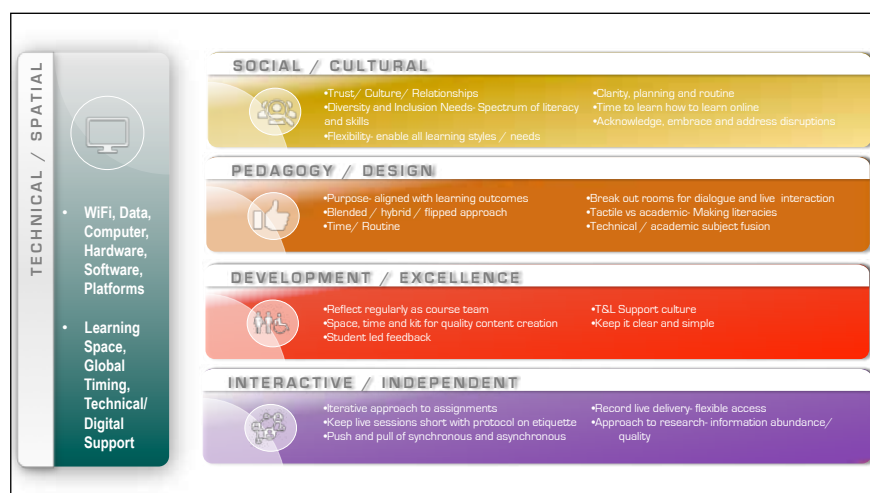 TECHNICAL / SPATIAL
• WiFi, Data,
Computer,
Hardware,
Software,
Platforms
• Learning
Space,
Global
Timing,
Technical/
Digital
Support
SOCIAL / CULTURAL
•Trust/ Culture/ Relationships
•Diversity and Inclusion Needs- Spectrum of literacy
and skills
•Flexibility- enable all learning styles / needs
•Clarity, planning and routine
•Time to learn how to learn online
•Acknowledge, embrace and address disruptions
PEDAGOGY / DESIGN
•Purpose- aligned with learning outcomes
•Blended / hybrid / flipped approach
•Time/ Routine
•Break out rooms for dialogue and live interaction
•Tactile vs academic- Making literacies
•Technical / academic subject fusion
DEVELOPMENT / EXCELLENCE
•Reflect regularly as course team
•Space, time and kit for quality content creation
•Student led feedback
•T&L Support culture
•Keep it clear and simple
INTERACTIVE / INDEPENDENT
•Iterative approach to assignments
•Keep live sessions short with protocol on etiquette
•Push and pull of synchronous and asynchronous
•Record live delivery- flexible access
•Approach to research- information abundance/
quality